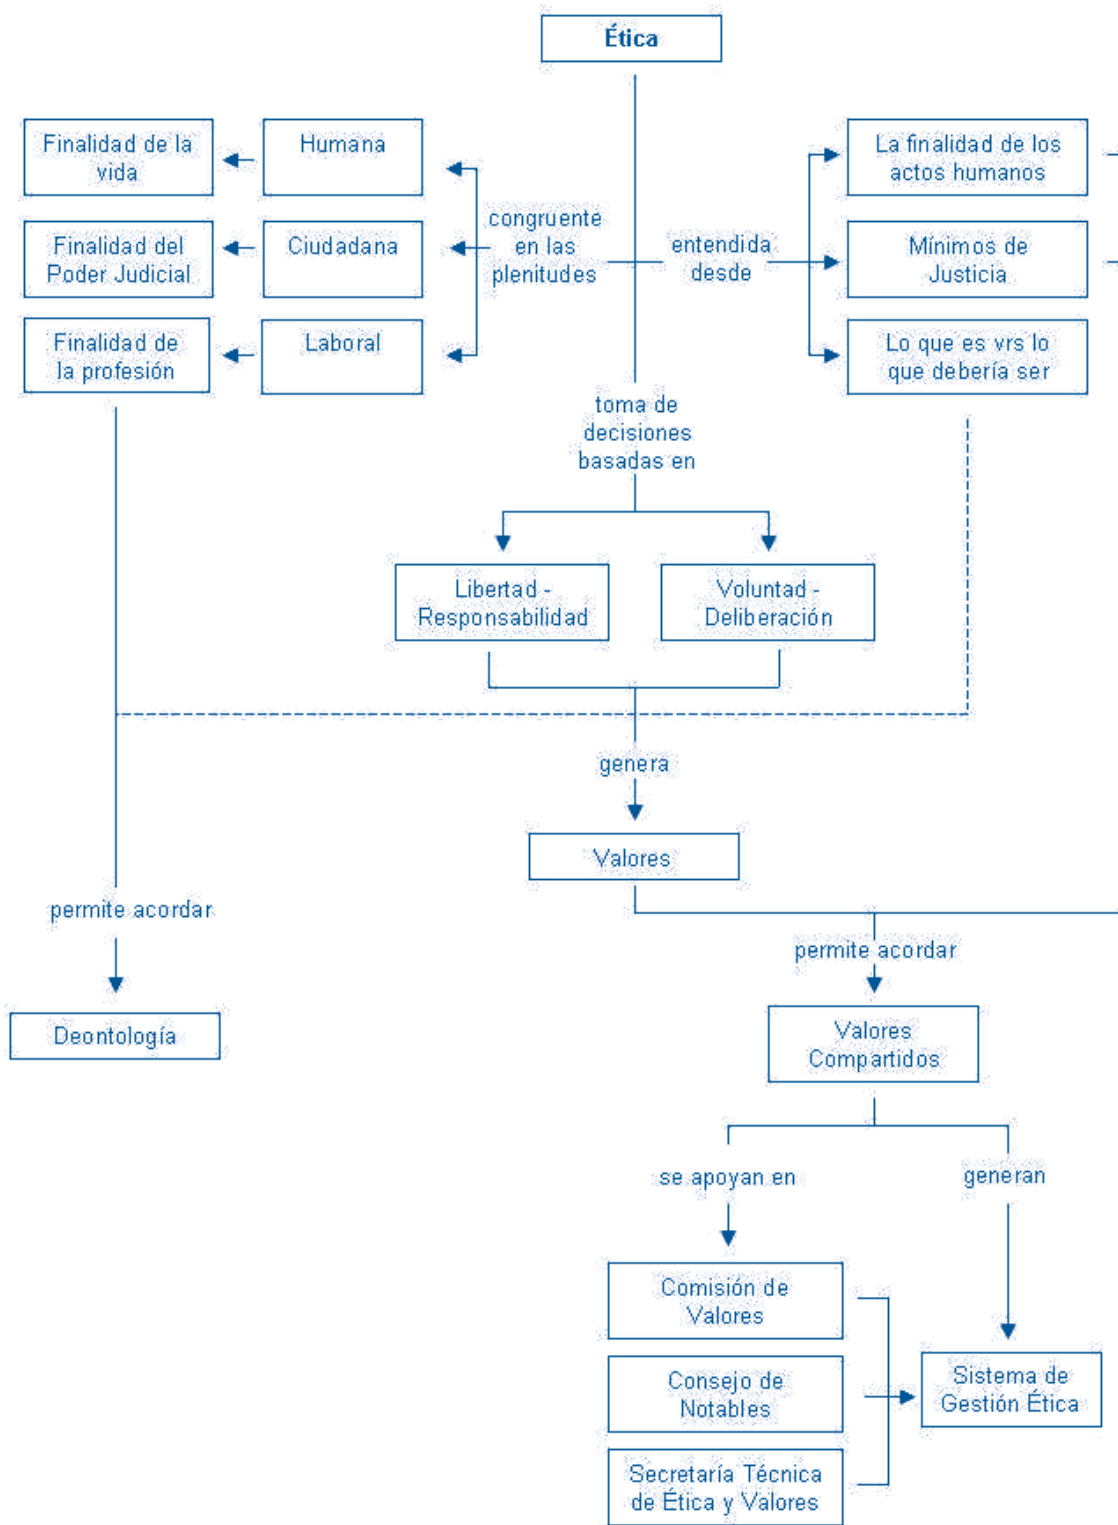 Ética
Finalidad de la
vida
Humana
La finalidad de los
actos humanos
congruente
en las
plenitudes
entendida
desde
Finalidad del
Poder Judicial
Ciudadana
Mínimos de
Justicia
Finalidad de
la profesión
Laboral
Lo que es vrs lo
que debería ser
toma de
decisiones
basadas en
Libertad -
Responsabilidad
Voluntad -
Deliberación
genera
Valores
permite acordar
permite acordar
Deontología
Valores
Compartidos
se apoyan en
generan
Comisión de
Valores
Consejo de
Notables
Sistema de
Gestión Ética
Secretaría Técnica
de Ética y Valores